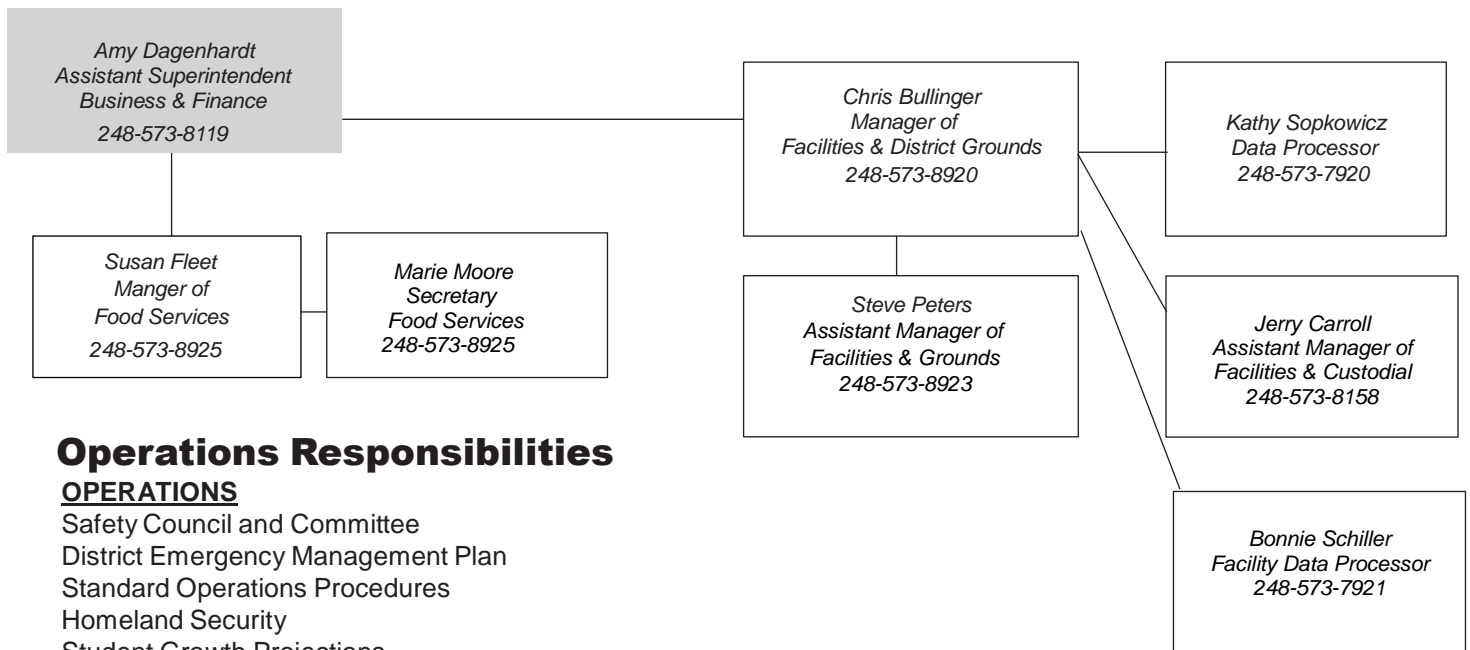 Amy Dagenhardt
Assistant Superintendent
Business & Finance
248-573-8119
Chris Bullinger
Manager of
Facilities & District Grounds
248-573-8920
Kathy Sopkowicz
Data Processor
248-573-7920
Susan Fleet
Manger of
Food Services
248-573-8925
Marie Moore
Secretary
Food Services
248-573-8925
Steve Peters
Assistant Manager of
Facilities & Grounds
248-573-8923
Jerry Carroll
Assistant Manager of
Facilities & Custodial
248-573-8158
Bonnie Schiller
Facility Data Processor
248-573-7921
Operations Responsibilities
OPERATIONS
Safety Council and Committee
District Emergency Management Plan
Standard Operations Procedures
Homeland Security
Student Growth Projections